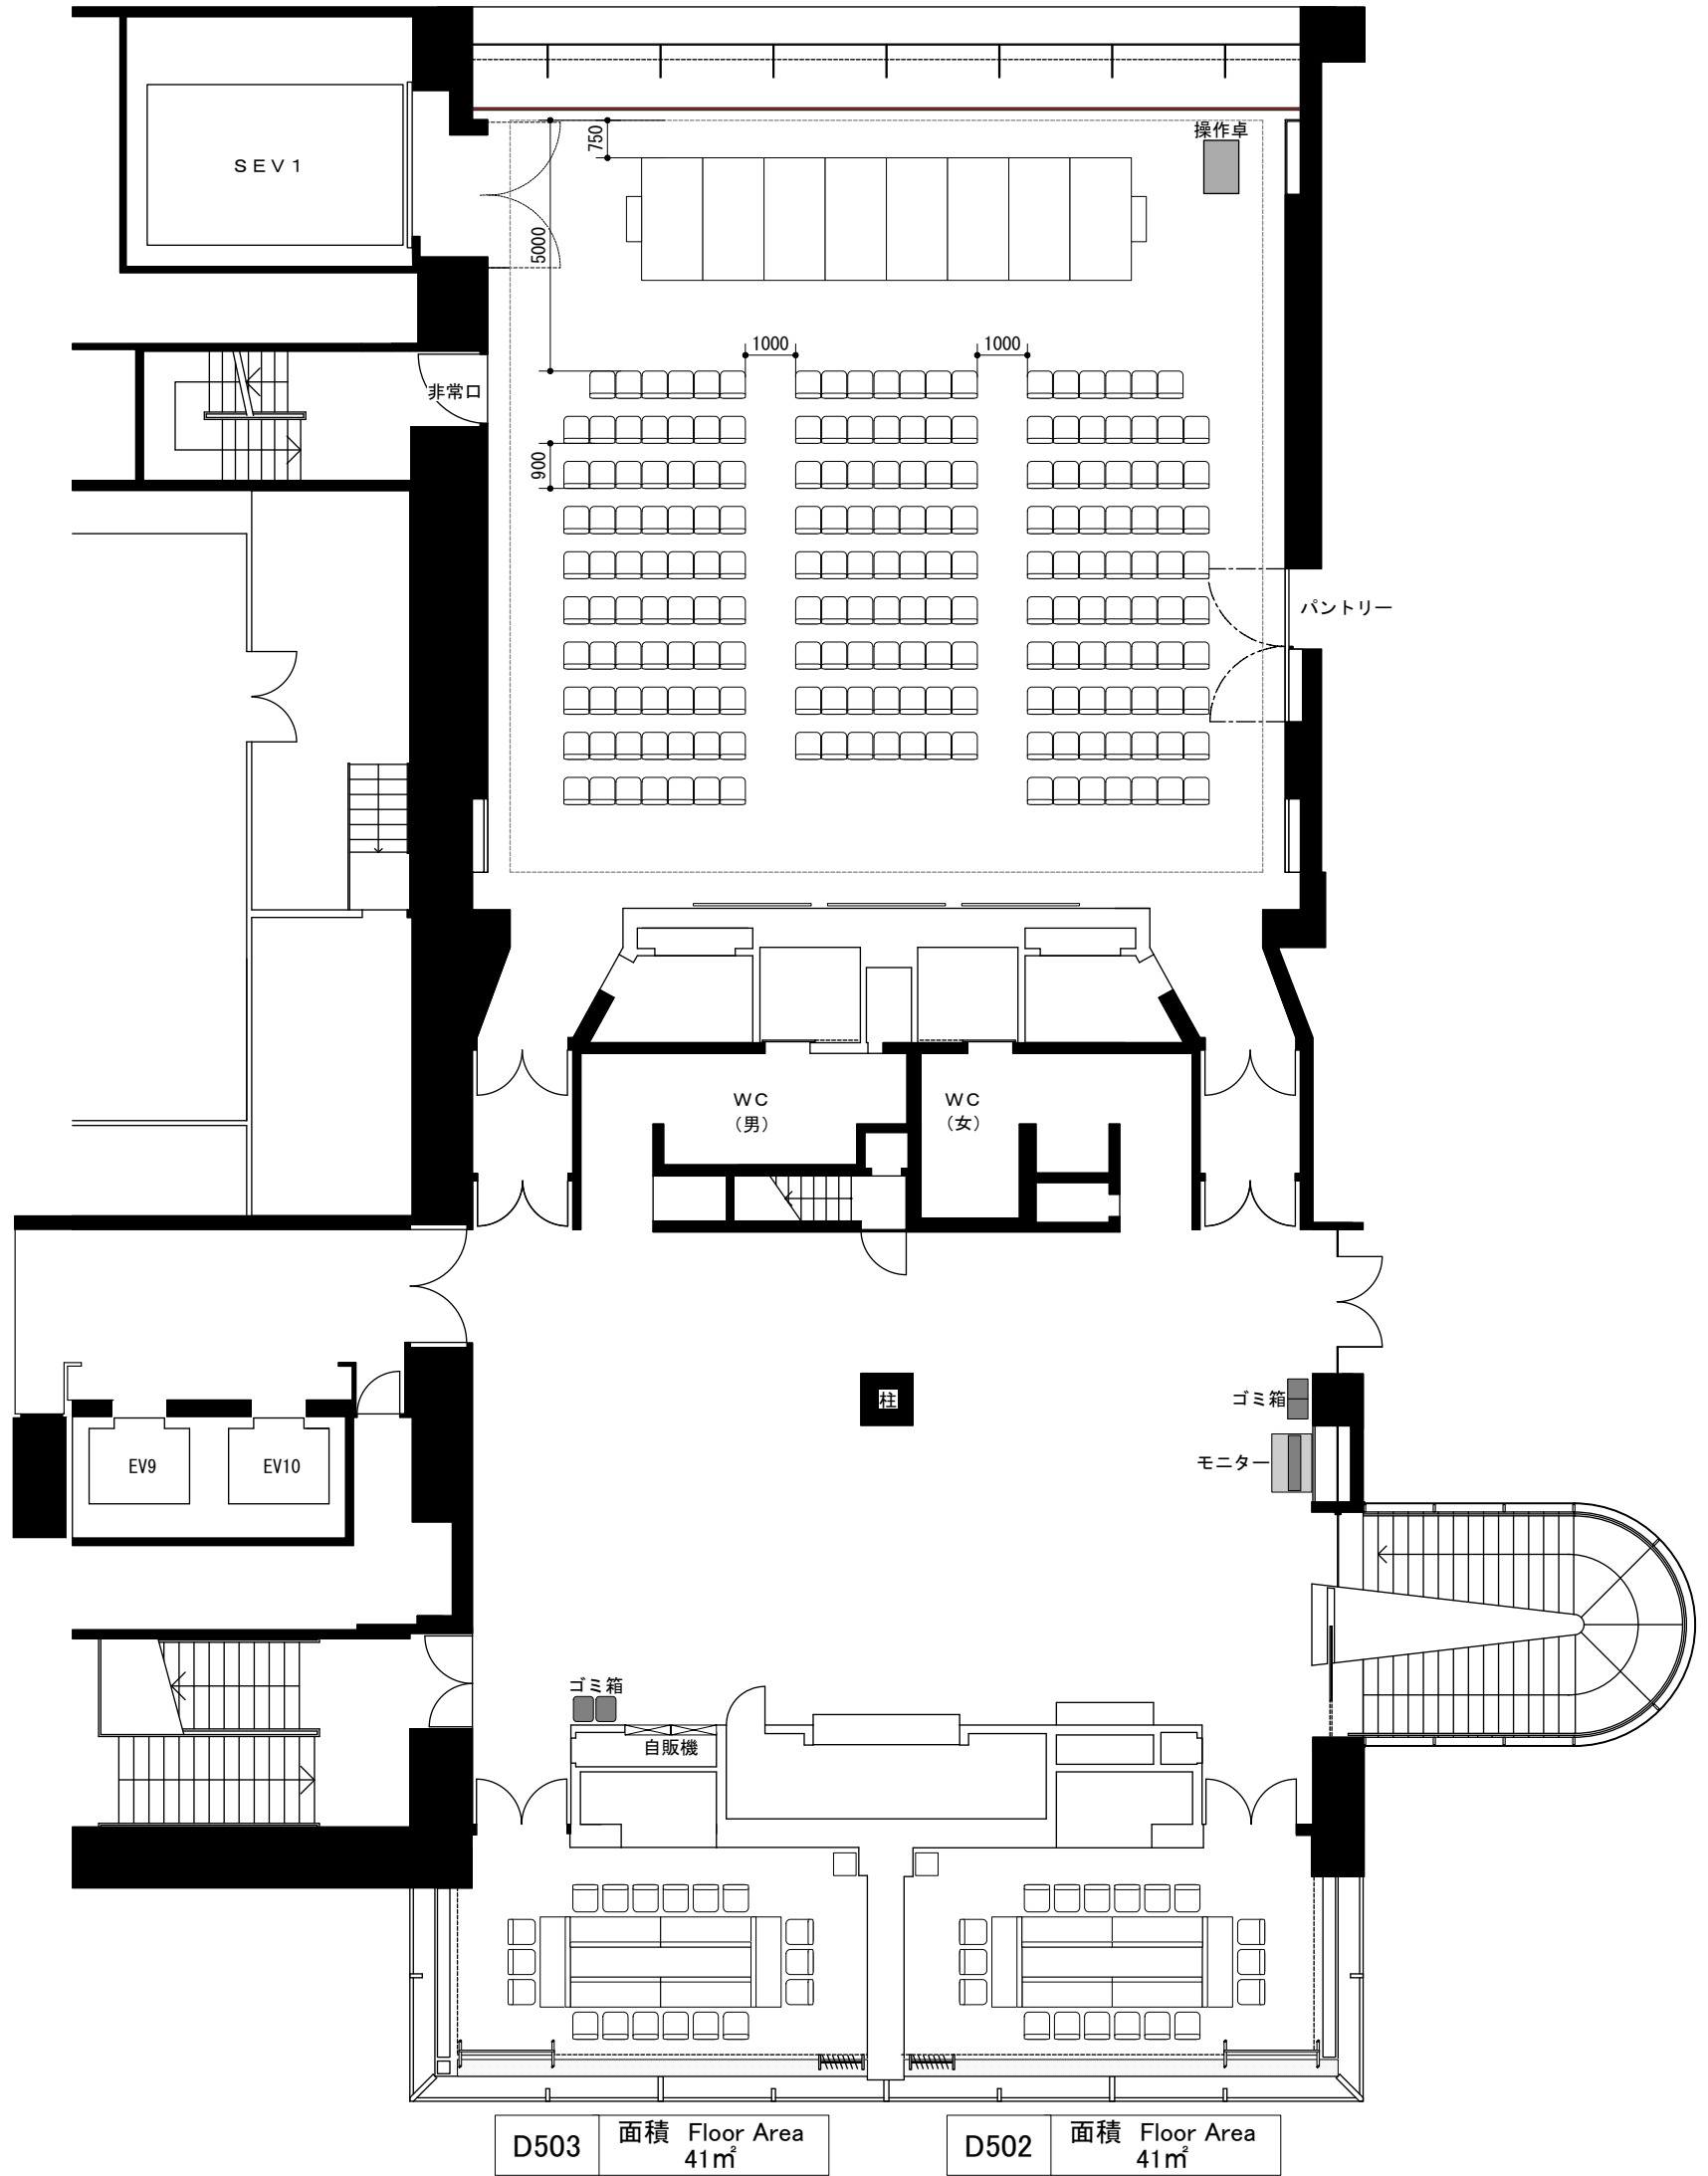 操作卓
SEV1
750
5000
1000
1000
非常口
900
パントリー
WC
(男)
WC
(女)
柱
ゴミ箱
EV9
EV10
モニター
ゴミ箱
自販機
D503
面積 Floor Area
41㎡
D502
面積 Floor Area
41㎡